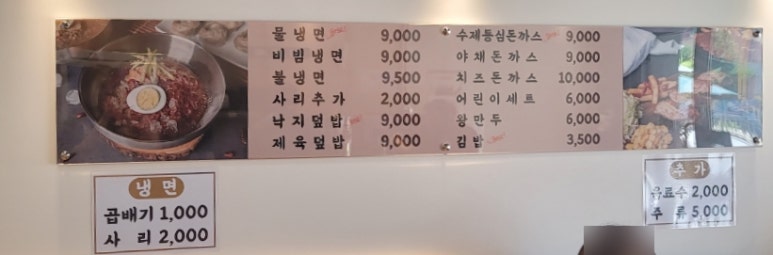 물냉면 9,000
비빔냉면 9,000
불냉면 9,500
사리추가 2,000
낙지덮밥 9,000
제육덮밥 9,000
수제등심돈까스 9,000
야채돈까스 9,000
치즈돈까스 10,000
어린이세트 6,000
왕만두 6,000
김밥 3,500
냉면
곱배기 1,000
사리 2,000
추가
음료수 2,000
주류 5,000